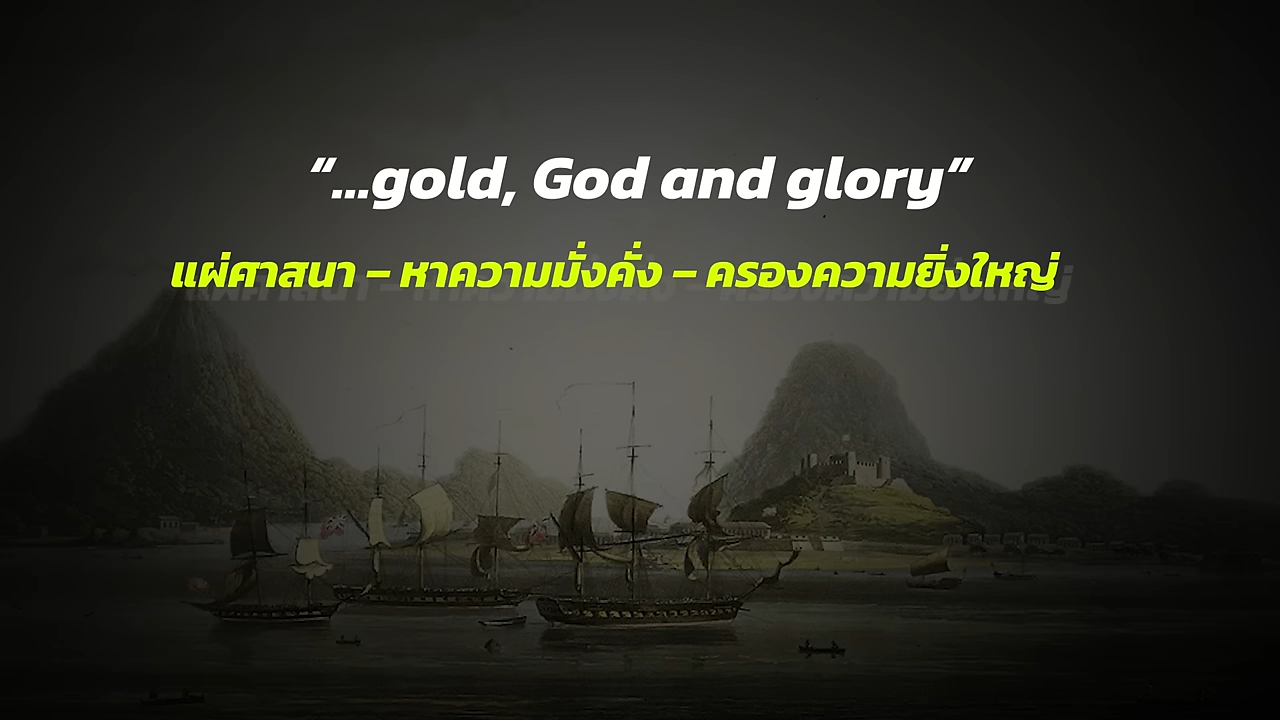 “...gold, God and glory”
แผ่ศาสนา – หาความมั่งคั่ง – ครองความยิ่งใหญ่